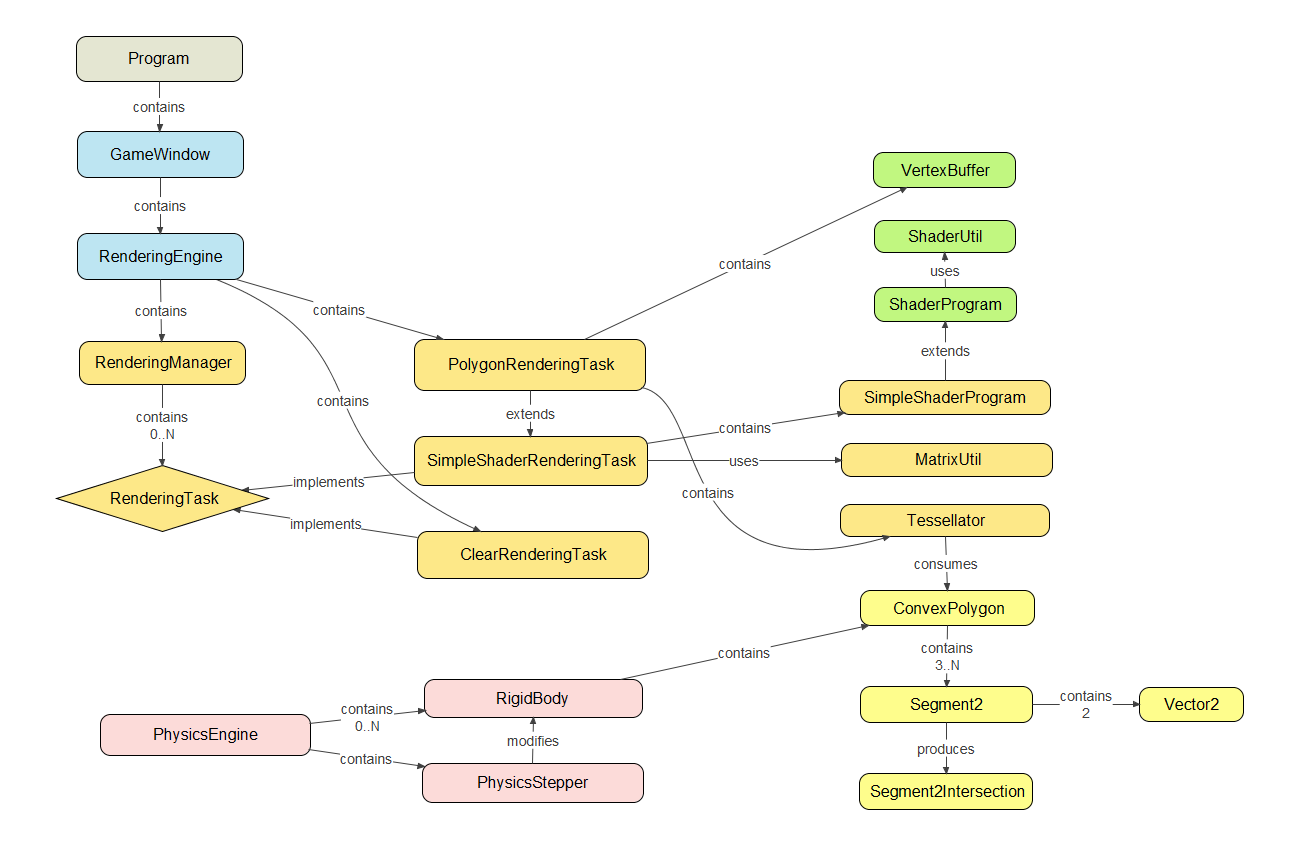 Program
contains
GameWindow
contains
RenderingEngine
contains
contains
contains
RenderingManager
contains
0..N
RenderingTask
PolygonRenderingTask
extends
SimpleShaderRenderingTask
implements
implements
ClearRenderingTask
contains
contains
uses
contains
VertexBuffer
ShaderUtil
uses
ShaderProgram
extends
SimpleShaderProgram
MatrixUtil
Tessellator
consumes
ConvexPolygon
contains
3..N
Segment2
contains
2
Vector2
produces
Segment2Intersection
contains
RigidBody
contains
0..N
modifies
PhysicsEngine
contains
PhysicsStepper